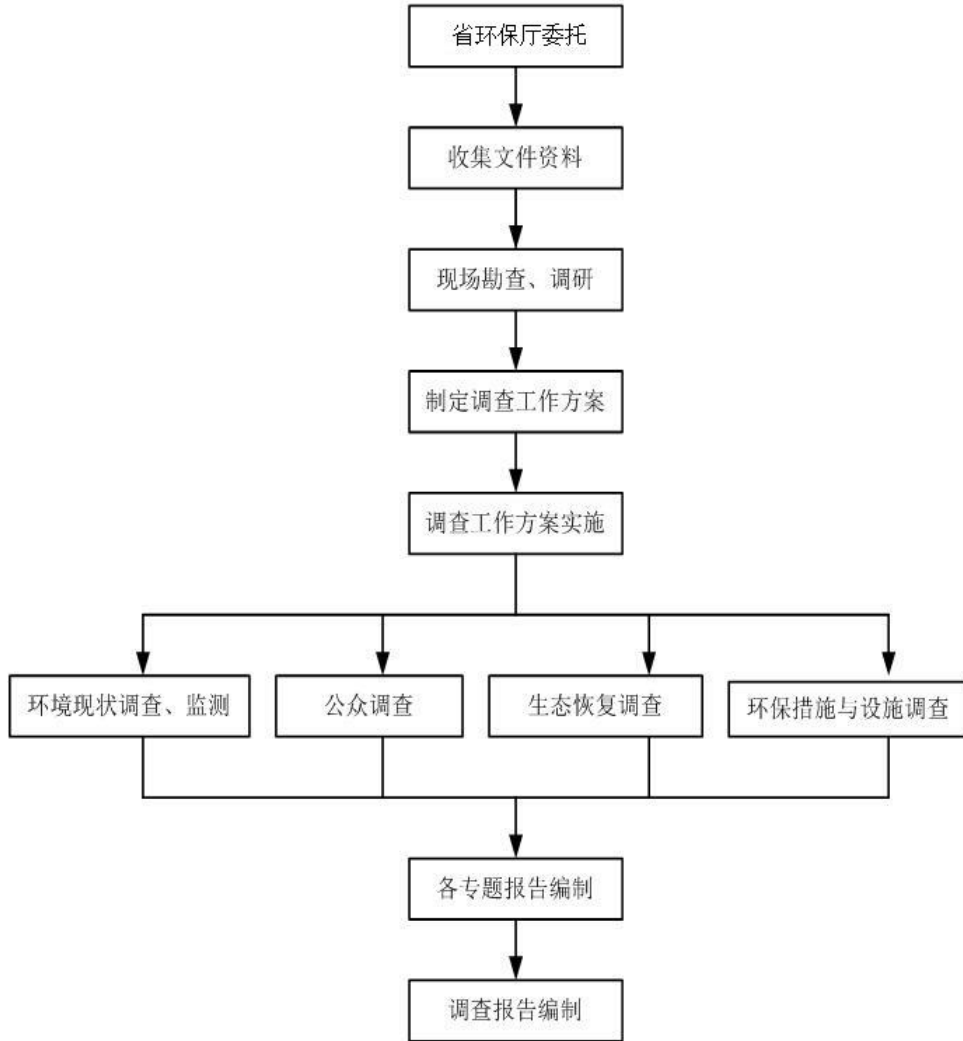 省环保厅委托
收集文件资料
现场勘查、调研
制定调查工作方案
调查工作方案实施
环境现状调查、监测
公众调查
生态恢复调查
环保措施与设施调查
各专题报告编制
调查报告编制